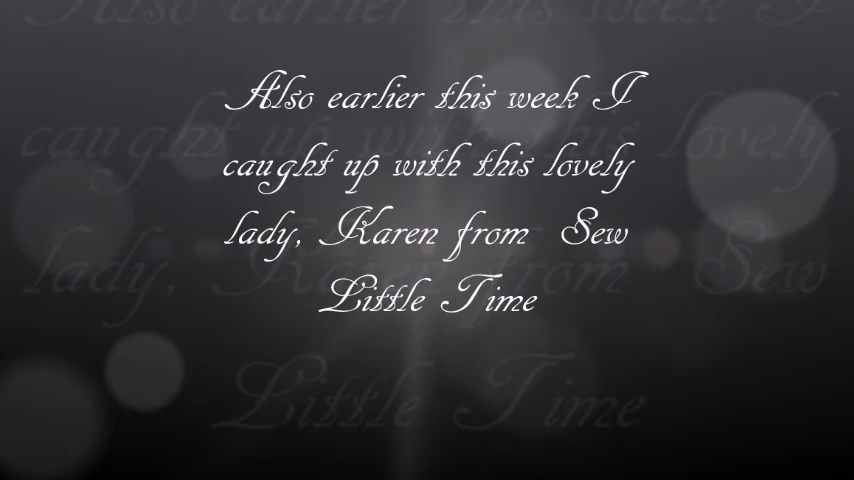 Also earlier this week I
caught up with this lovely
lady, Karen from Sew
Little Time